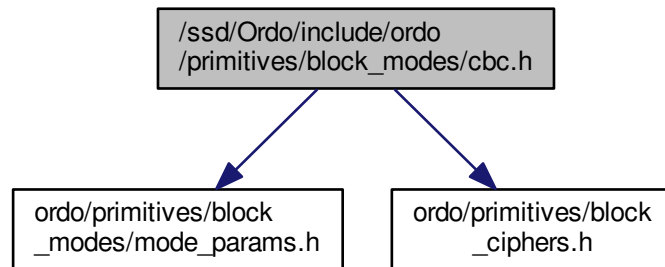 /ssd/Ordo/include/ordo
/primitives/block_modes/cbc.h
ordo/primitives/block
_modes/mode_params.h
ordo/primitives/block
_ciphers.h